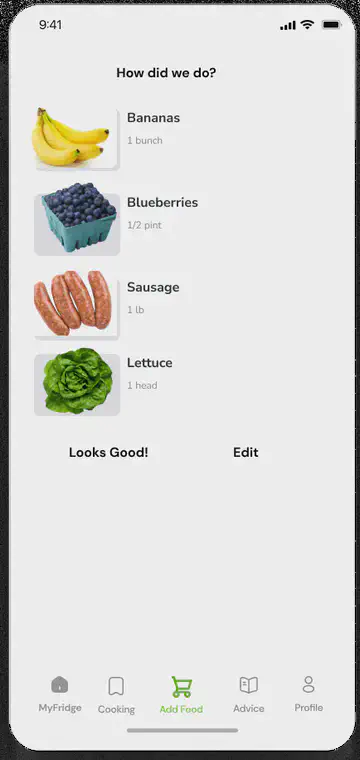 9:41
How did we do?
Bananas
1 bunch
Blueberries
1/2 pint
Sausage
1 lb
Lettuce
1 head
Looks Good! Edit
MyFridge Cooking Add Food Advice Profile